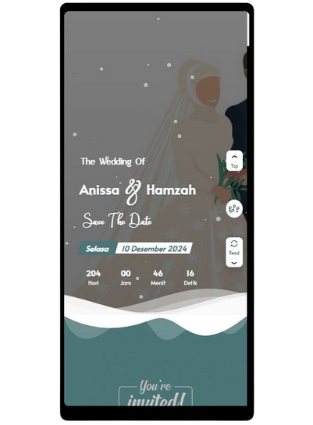 The Wedding Of
Anissa & Hamzah
Save The Date
Selasa 10 Desember 2024
204 00 46 16
Hari Jam Menit Detik
Top
Read
You're
invited!